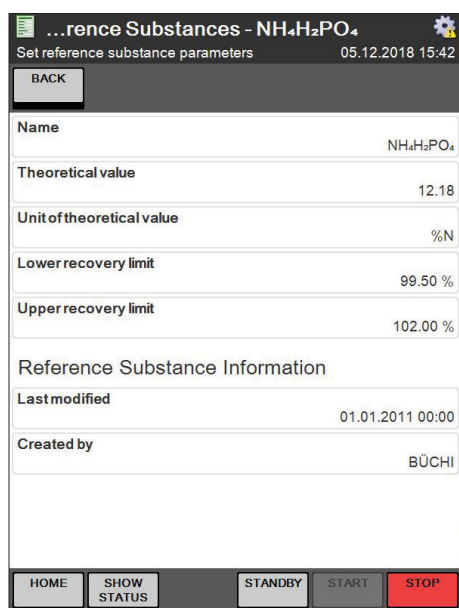 …rence Substances - NH₄H₂PO₄
Set reference substance parameters 05.12.2018 15:42
BACK
Name
NH₄H₂PO₄
Theoretical value
12.18
Unit of theoretical value
%N
Lower recovery limit
99.50 %
Upper recovery limit
102.00 %
Reference Substance Information
Last modified
01.01.2011 00:00
Created by
BÜCHI
HOME SHOW STANDBY START STOP
STATUS